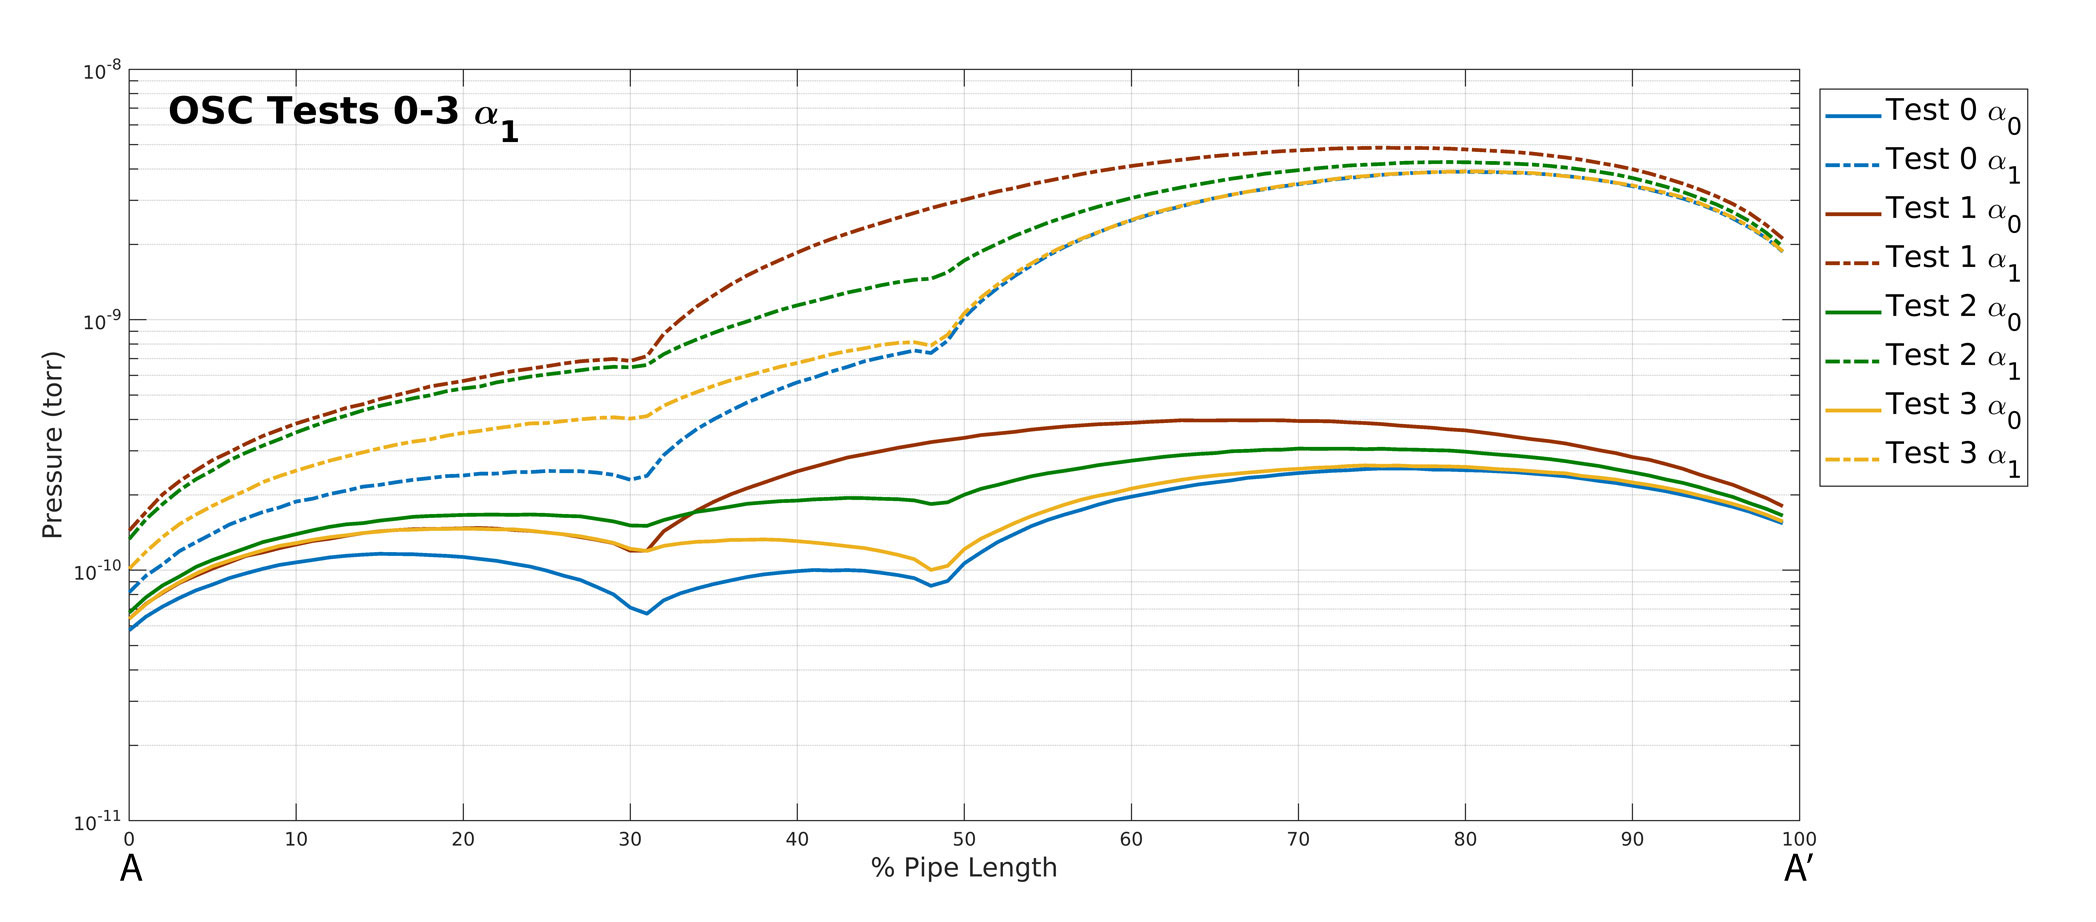 OSC Tests 0-3 α₁
10⁻⁸
10⁻⁹
10⁻¹⁰
10⁻¹¹
Pressure (torr)
0 10 20 30 40 50 60 70 80 90 100
A % Pipe Length A’
Test 0 α₀
Test 0 α₁
Test 1 α₀
Test 1 α₁
Test 2 α₀
Test 2 α₁
Test 3 α₀
Test 3 α₁